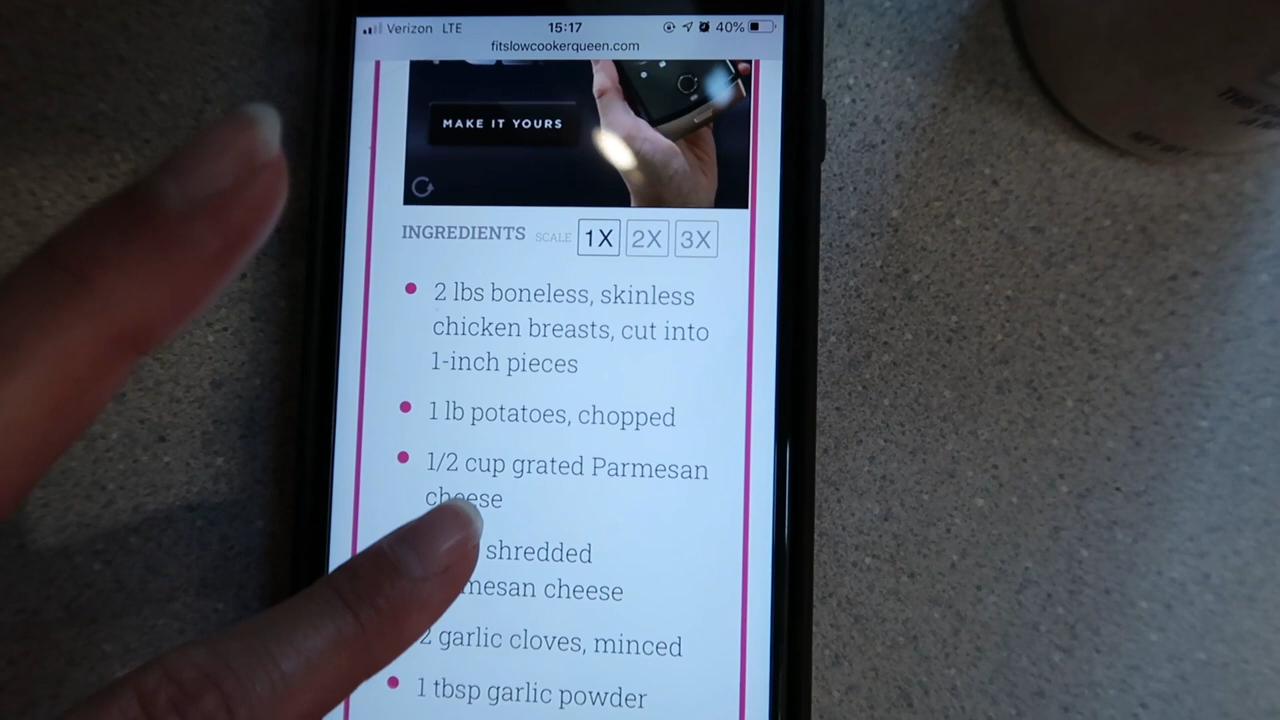 Verizon LTE 15:17 40%
fitslowcookerqueen.com
MAKE IT YOURS
INGREDIENTS SCALE 1X 2X 3X
2 lbs boneless, skinless
chicken breasts, cut into
1-inch pieces
1 lb potatoes, chopped
1/2 cup grated Parmesan
cheese
shredded
mesan cheese
2 garlic cloves, minced
1 tbsp garlic powder